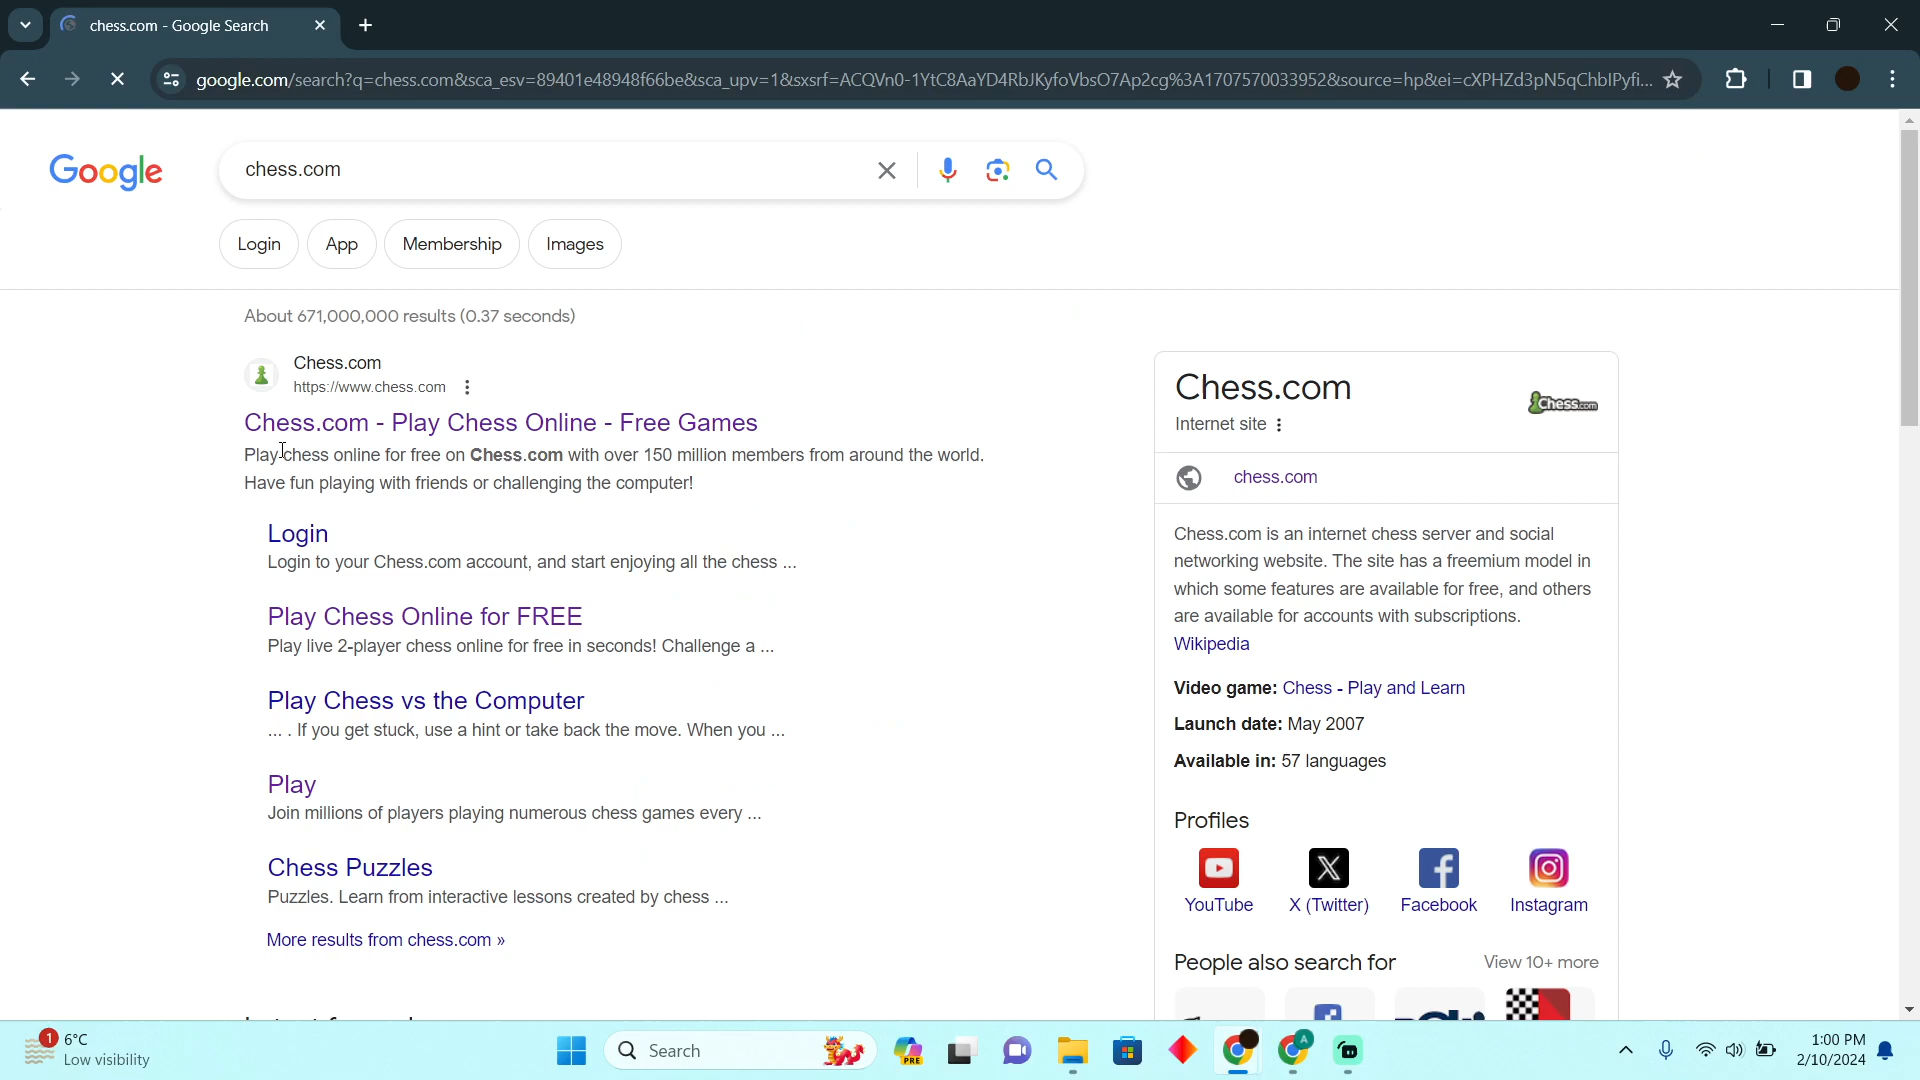 chess.com - Google Search
google.com/search?q=chess.com&sca_esv=89401e48948f66be&sca_upv=1&sxsrf=ACQVn0-1YtC8AaYD4RbJKyfoVbsO7Ap2cg%3A1707570033952&source=hp&ei=cXPHZd3pN5qChbIPyfi...
Google
chess.com
Login App Membership Images
About 671,000,000 results (0.37 seconds)
Chess.com
https://www.chess.com
Chess.com - Play Chess Online - Free Games
Play chess online for free on Chess.com with over 150 million members from around the world.
Have fun playing with friends or challenging the computer!
Login
Login to your Chess.com account, and start enjoying all the chess ...
Play Chess Online for FREE
Play live 2-player chess online for free in seconds! Challenge a ...
Play Chess vs the Computer
... . If you get stuck, use a hint or take back the move. When you ...
Play
Join millions of players playing numerous chess games every ...
Chess Puzzles
Puzzles. Learn from interactive lessons created by chess ...
More results from chess.com »
Chess.com
Chess.com
Internet site
chess.com
Chess.com is an internet chess server and social
networking website. The site has a freemium model in
which some features are available for free, and others
are available for accounts with subscriptions.
Wikipedia
Video game: Chess - Play and Learn
Launch date: May 2007
Available in: 57 languages
Profiles
YouTube X (Twitter) Facebook Instagram
People also search for View 10+ more
1 6°C
Low visibility
Search
PRE
A
1:00 PM
2/10/2024